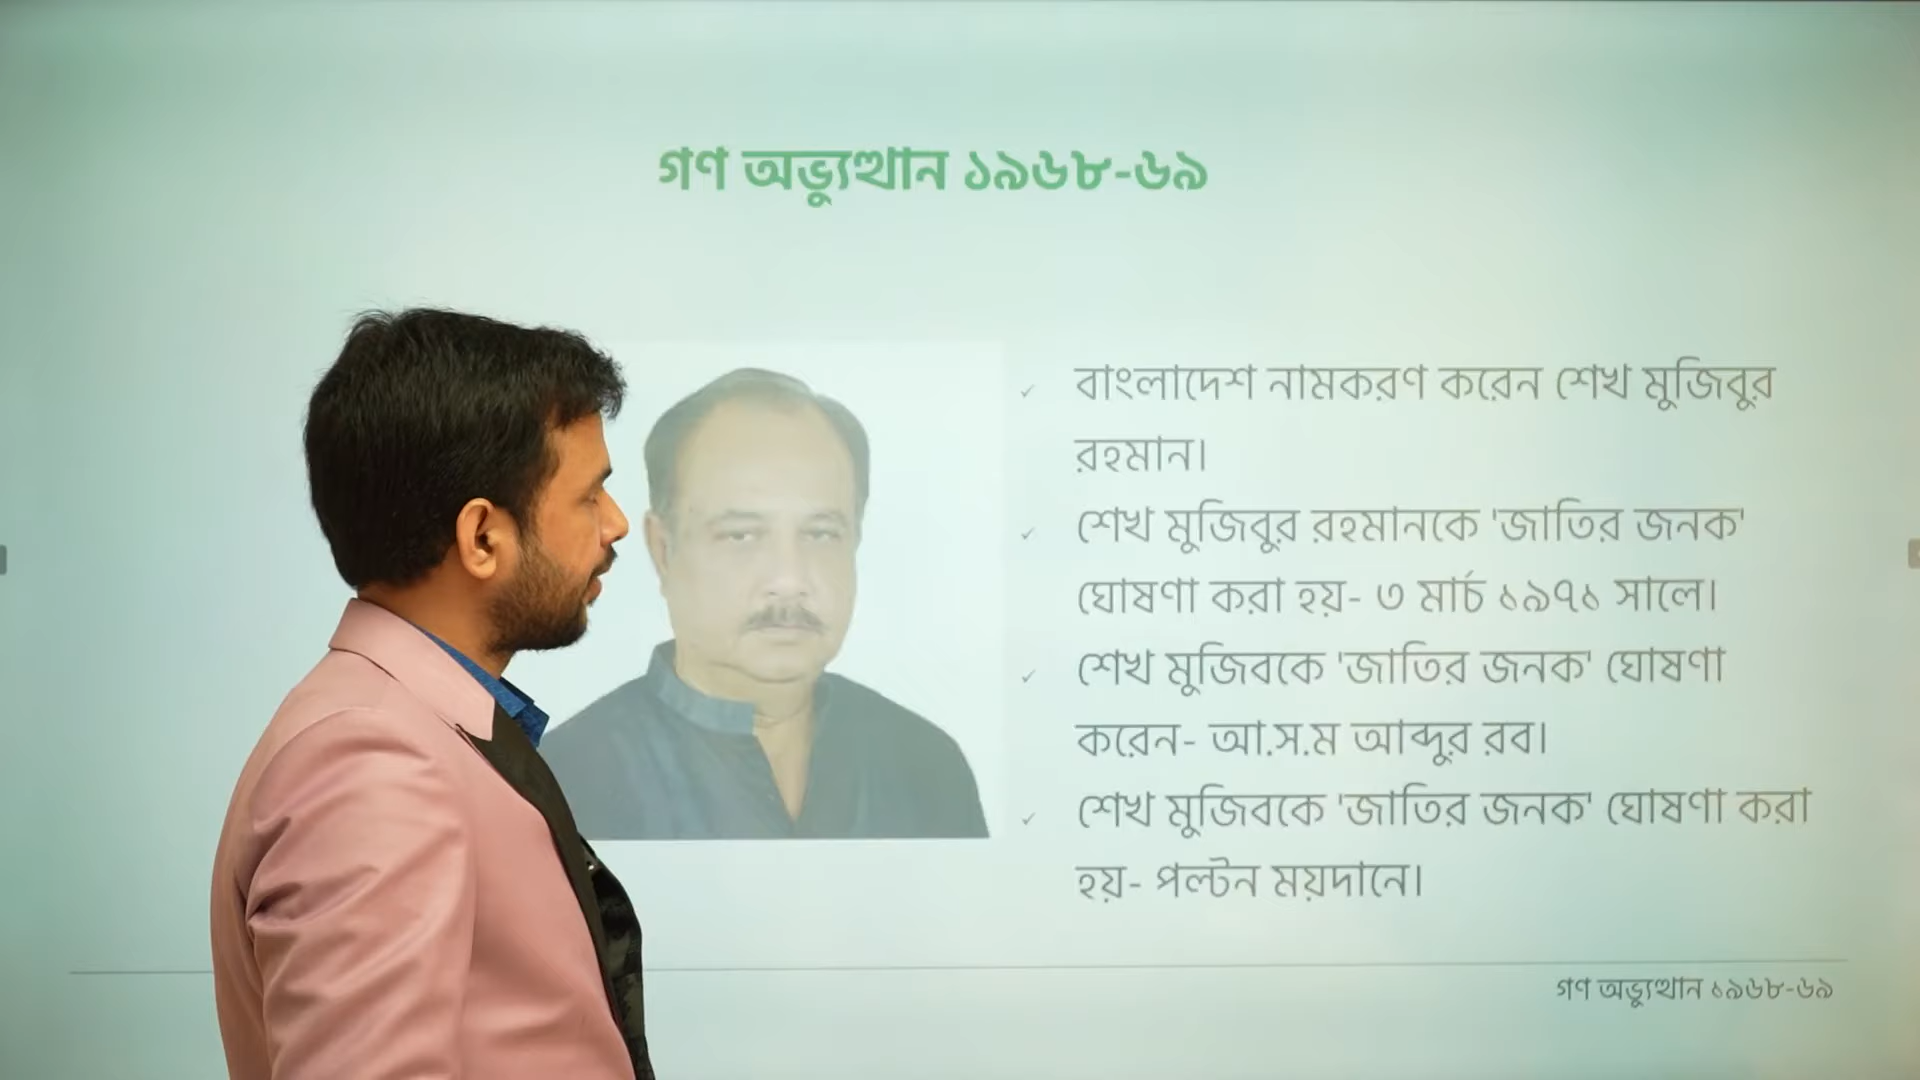 গণ অভ্যুত্থান ১৯৬৮-৬৯
বাংলাদেশ নামকরণ করেন শেখ মুজিবুর
রহমান।
শেখ মুজিবুর রহমানকে 'জাতির জনক'
ঘোষণা করা হয়- ৩ মার্চ ১৯৭১ সালে।
শেখ মুজিবকে 'জাতির জনক' ঘোষণা
করেন- আ.স.ম আব্দুর রব।
শেখ মুজিবকে 'জাতির জনক' ঘোষণা করা
হয়- পল্টন ময়দানে।
গণ অভ্যুত্থান ১৯৬৮-৬৯